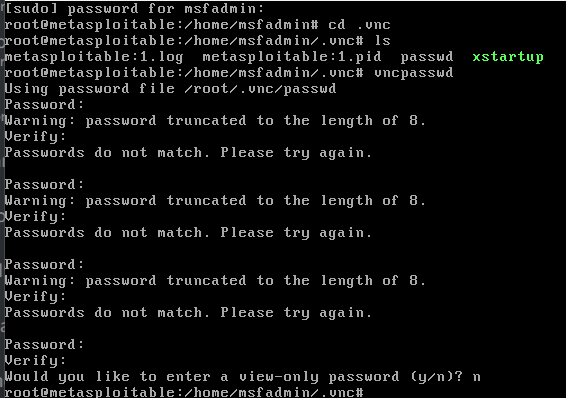 [sudo] password for msfadmin:
root@metasploitable:/home/msfadmin# cd .vnc
root@metasploitable:/home/msfadmin/.vnc# ls
metasploitable:1.log metasploitable:1.pid passwd xstartup
root@metasploitable:/home/msfadmin/.vnc# vncpasswd
Using password file /root/.vnc/passwd
Password:
Warning: password truncated to the length of 8.
Verify:
Passwords do not match. Please try again.
Password:
Warning: password truncated to the length of 8.
Verify:
Passwords do not match. Please try again.
Password:
Warning: password truncated to the length of 8.
Verify:
Passwords do not match. Please try again.
Password:
Verify:
Would you like to enter a view-only password (y/n)? n
root@metasploitable:/home/msfadmin/.vnc#